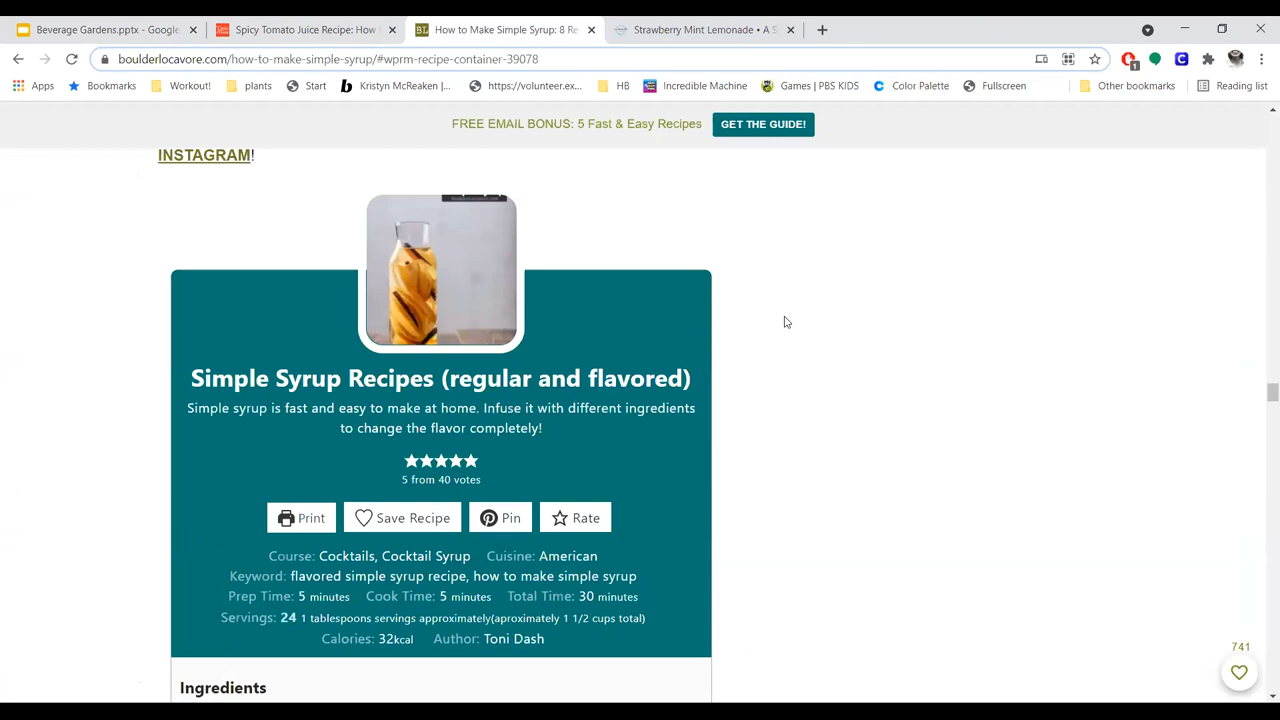 Beverage Gardens.pptx - Google
Spicy Tomato Juice Recipe: How
BL How to Make Simple Syrup: 8 Re
Strawberry Mint Lemonade • A S
boulderlocavore.com/how-to-make-simple-syrup/#wprm-recipe-container-39078
1
Apps Bookmarks Workout! plants Start b Kristyn McReaken |... https://volunteer.ex... HB Incredible Machine Games | PBS KIDS C Color Palette Fullscreen Other bookmarks Reading list
FREE EMAIL BONUS: 5 Fast & Easy Recipes GET THE GUIDE!
INSTAGRAM!
Simple Syrup Recipes (regular and flavored)
Simple syrup is fast and easy to make at home. Infuse it with different ingredients
to change the flavor completely!
5 from 40 votes
Print Save Recipe Pin Rate
Course: Cocktails, Cocktail Syrup Cuisine: American
Keyword: flavored simple syrup recipe, how to make simple syrup
Prep Time: 5 minutes Cook Time: 5 minutes Total Time: 30 minutes
Servings: 24 1 tablespoons servings approximately(aproximately 1 1/2 cups total)
Calories: 32kcal Author: Toni Dash
741
Ingredients